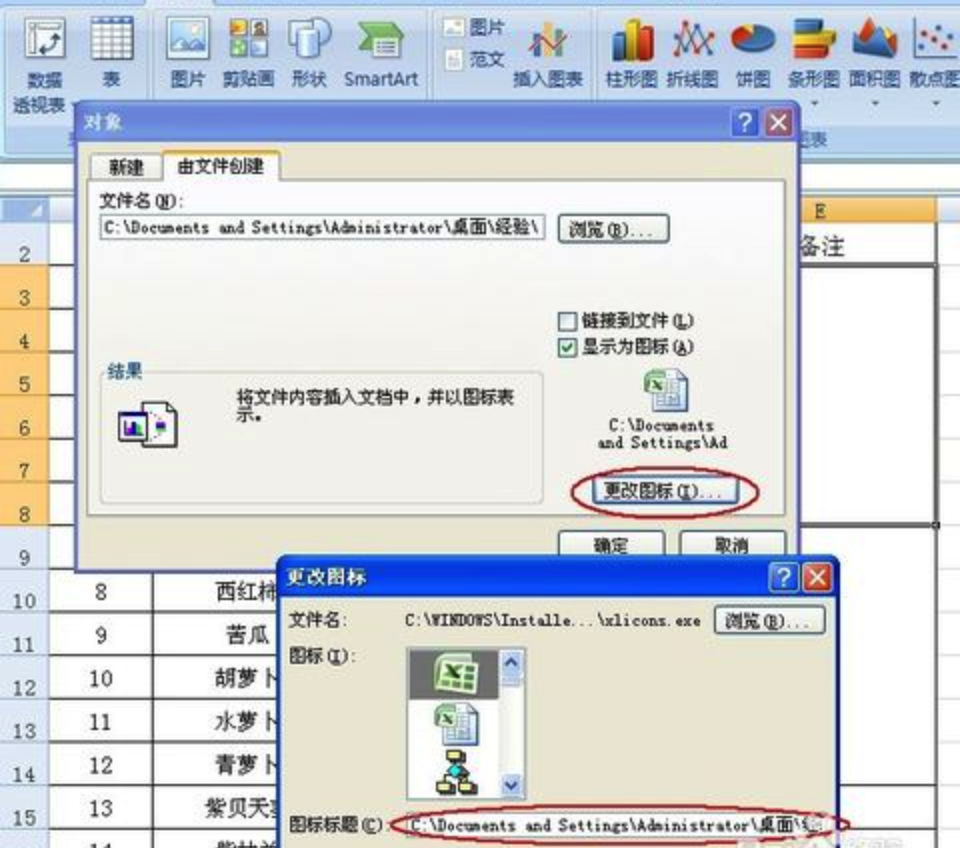 数据
透视表
表
图片
剪贴画
形状
SmartArt
图片
范文
插入图表
柱形图
折线图
饼图
条形图
面积图
散点图
图表
对象
新建
由文件创建
文件名(N):
C:\Documents and Settings\Administrator\桌面\经验\
浏览(B)...
链接到文件(L)
显示为图标(A)
结果
将文件内容插入文档中，并以图标表
示。
C:\Documents
and Settings\Ad
更改图标(I)...
确定
取消
E
2
备注
3
4
5
6
7
8
9
10
8
西红柿
11
9
苦瓜
12
10
胡萝卜
13
11
水萝卜
14
12
青萝卜
15
13
紫贝天
更改图标
文件名:
C:\WINDOWS\Installe...\xlicons.exe
浏览(B)...
图标(I):
图标标题(C):
C:\Documents and Settings\Administrator\桌面\